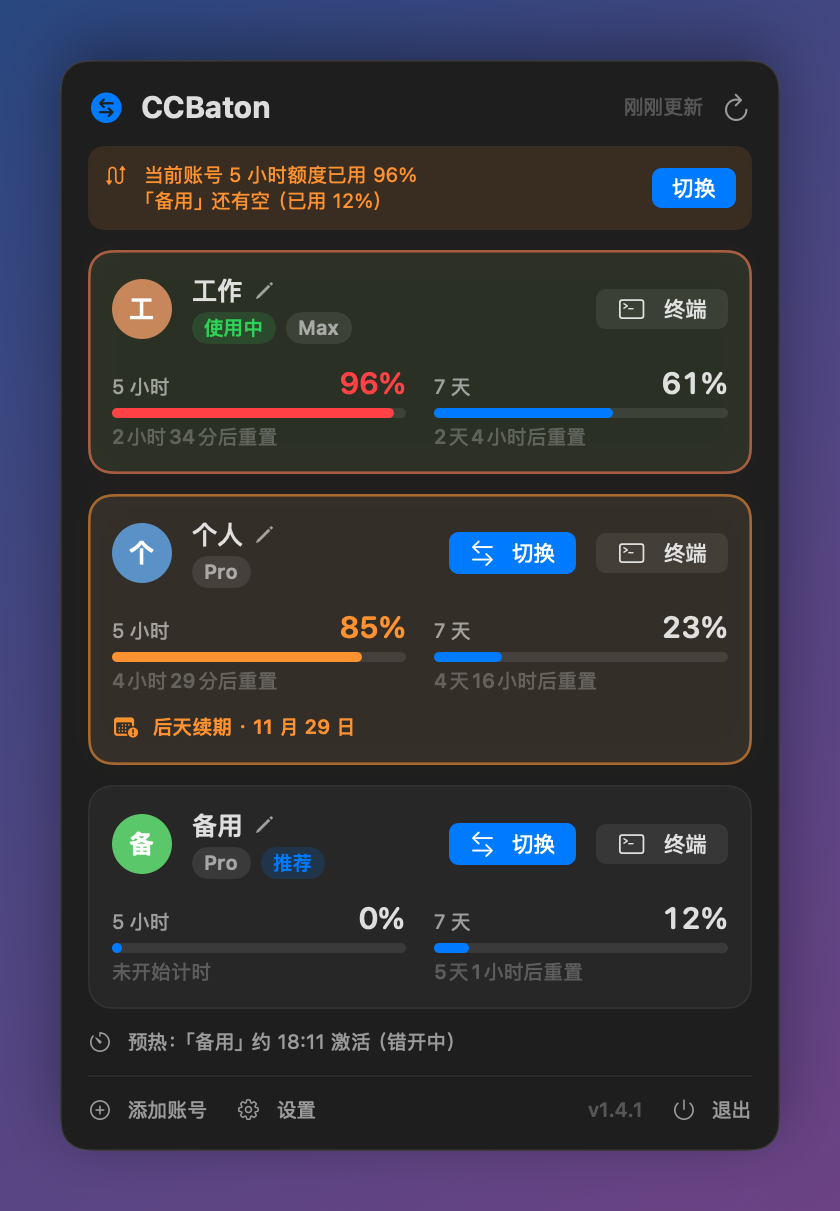 CCBaton
刚刚更新
当前账号 5 小时额度已用 96%
「备用」还有空（已用 12%）
切换
工
工作
使用中
Max
终端
5 小时
96%
7 天
61%
2小时34分后重置
2天4小时后重置
个
个人
Pro
切换
终端
5 小时
85%
7 天
23%
4小时29分后重置
4天16小时后重置
后天续期 · 11 月 29 日
备
备用
Pro
推荐
切换
终端
5 小时
0%
7 天
12%
未开始计时
5天1小时后重置
预热：「备用」约 18:11 激活（错开中）
添加账号
设置
v1.4.1
退出